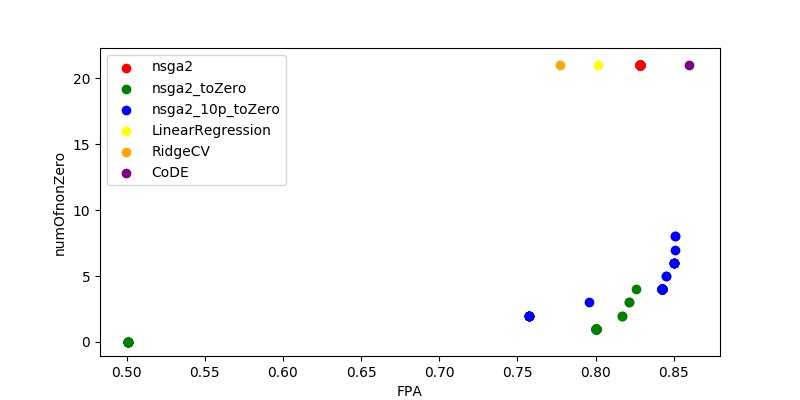 nsga2
nsga2_toZero
nsga2_10p_toZero
LinearRegression
RidgeCV
CoDE
numOfnonZero
20
15
10
5
0
0.50 0.55 0.60 0.65 0.70 0.75 0.80 0.85
FPA